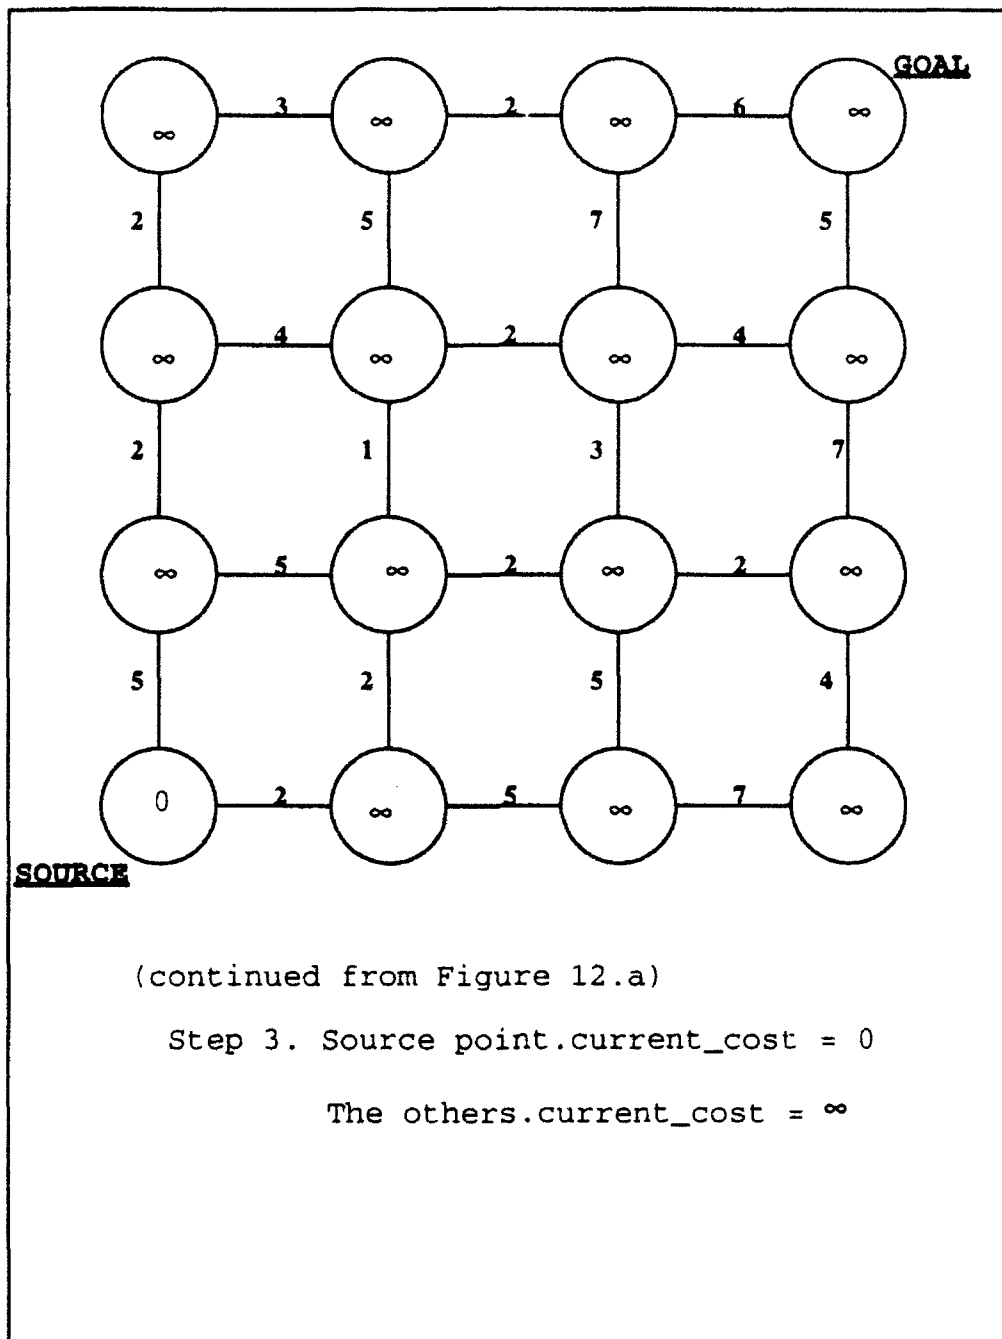 GOAL
3 2 6
∞ ∞ ∞ ∞
2 5 7 5
4 2 4
∞ ∞ ∞ ∞
2 1 3 7
5 2 2
∞ ∞ ∞ ∞
5 2 5 4
2 5 7
0 ∞ ∞ ∞
SOURCE
(continued from Figure 12.a)
Step 3. Source point.current_cost = 0
The others.current_cost = ∞